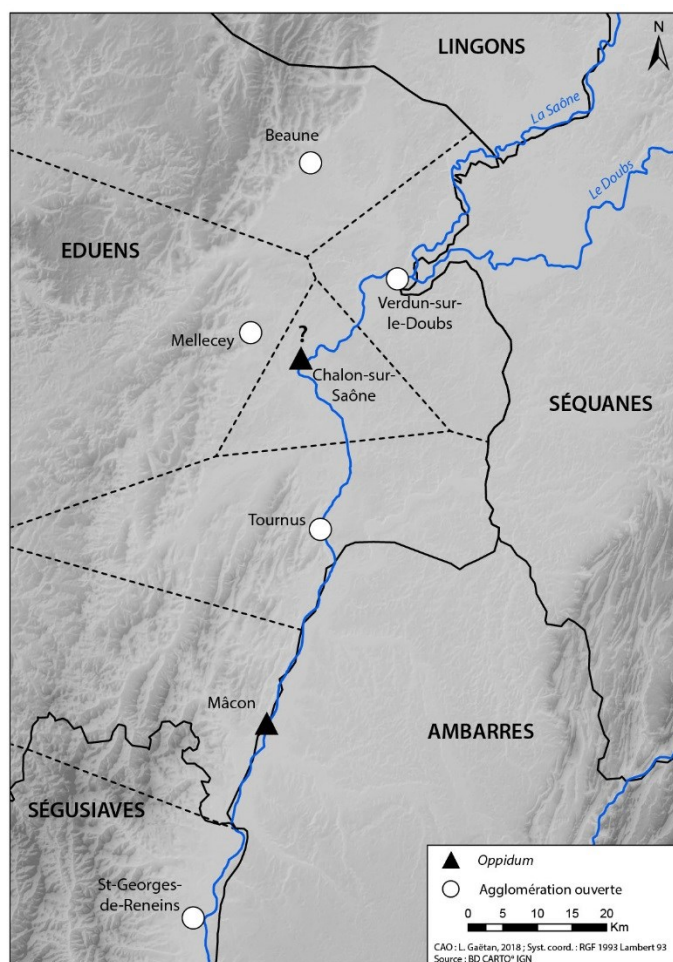 LINGONS
N
La Saône
Beaune
Le Doubs
EDUENS
Verdun-sur-
le-Doubs
Mellecey
?
Chalon-sur-
Saône
SÉQUANES
Tournus
Mâcon
AMBARRES
SÉGUSIAVES
St-Georges-
de-Reneins
Oppidum
Agglomération ouverte
0 5 10 15 20
Km
CAO : L. Gaëtan, 2018 ; Syst. coord. : RGF 1993 Lambert 93
Source : BD CARTO® IGN